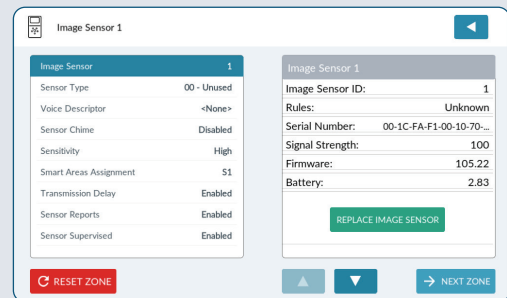 Image Sensor 1
Image Sensor 1
Sensor Type 00 - Unused
Voice Descriptor <None>
Sensor Chime Disabled
Sensitivity High
Smart Areas Assignment S1
Transmission Delay Enabled
Sensor Reports Enabled
Sensor Supervised Enabled
Image Sensor 1
Image Sensor ID: 1
Rules: Unknown
Serial Number: 00-1C-FA-F1-00-10-70-...
Signal Strength: 100
Firmware: 105.22
Battery: 2.83
REPLACE IMAGE SENSOR
RESET ZONE
NEXT ZONE